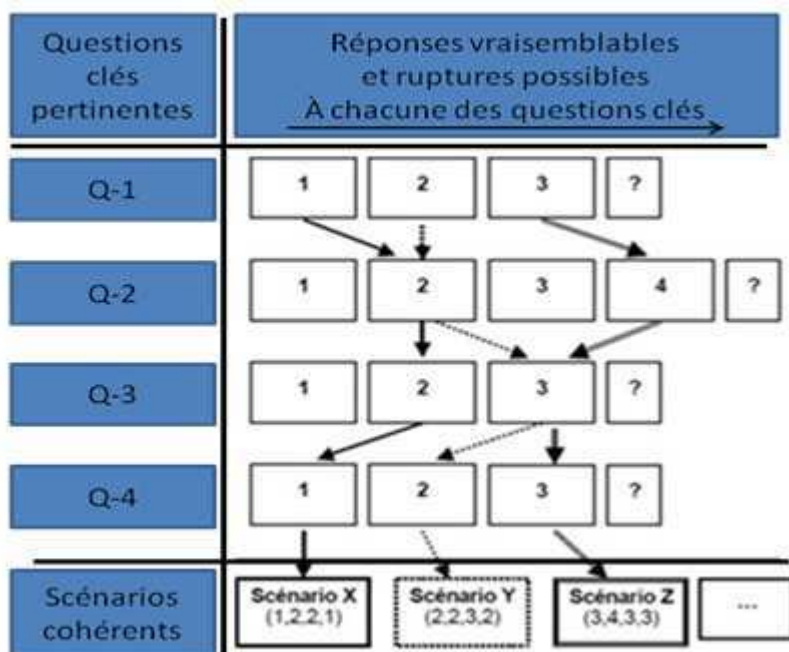 Questions
clés
pertinentes
Réponses vraisemblables
et ruptures possibles
À chacune des questions clés
Q-1
1 2 3 ?
Q-2
1 2 3 4 ?
Q-3
1 2 3 ?
Q-4
1 2 3 ?
Scénarios
cohérents
Scénario X
(1,2,2,1)
Scénario Y
(2,2,3,2)
Scénario Z
(3,4,3,3)
...